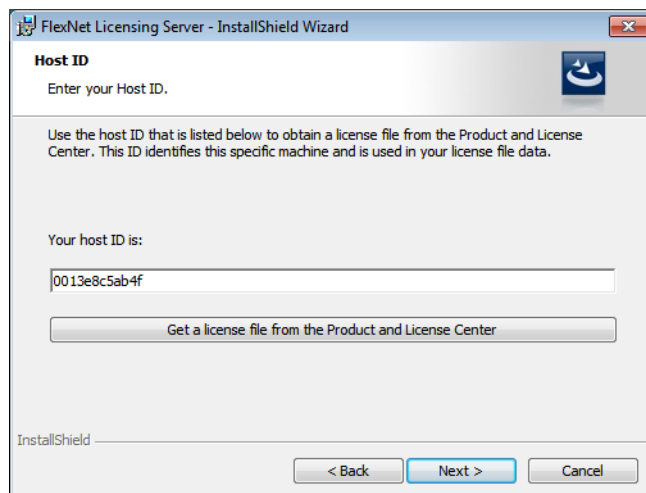 FlexNet Licensing Server - InstallShield Wizard
Host ID
Enter your Host ID.
Use the host ID that is listed below to obtain a license file from the Product and License
Center. This ID identifies this specific machine and is used in your license file data.
Your host ID is:
0013e8c5ab4f
Get a license file from the Product and License Center
InstallShield
< Back Next > Cancel